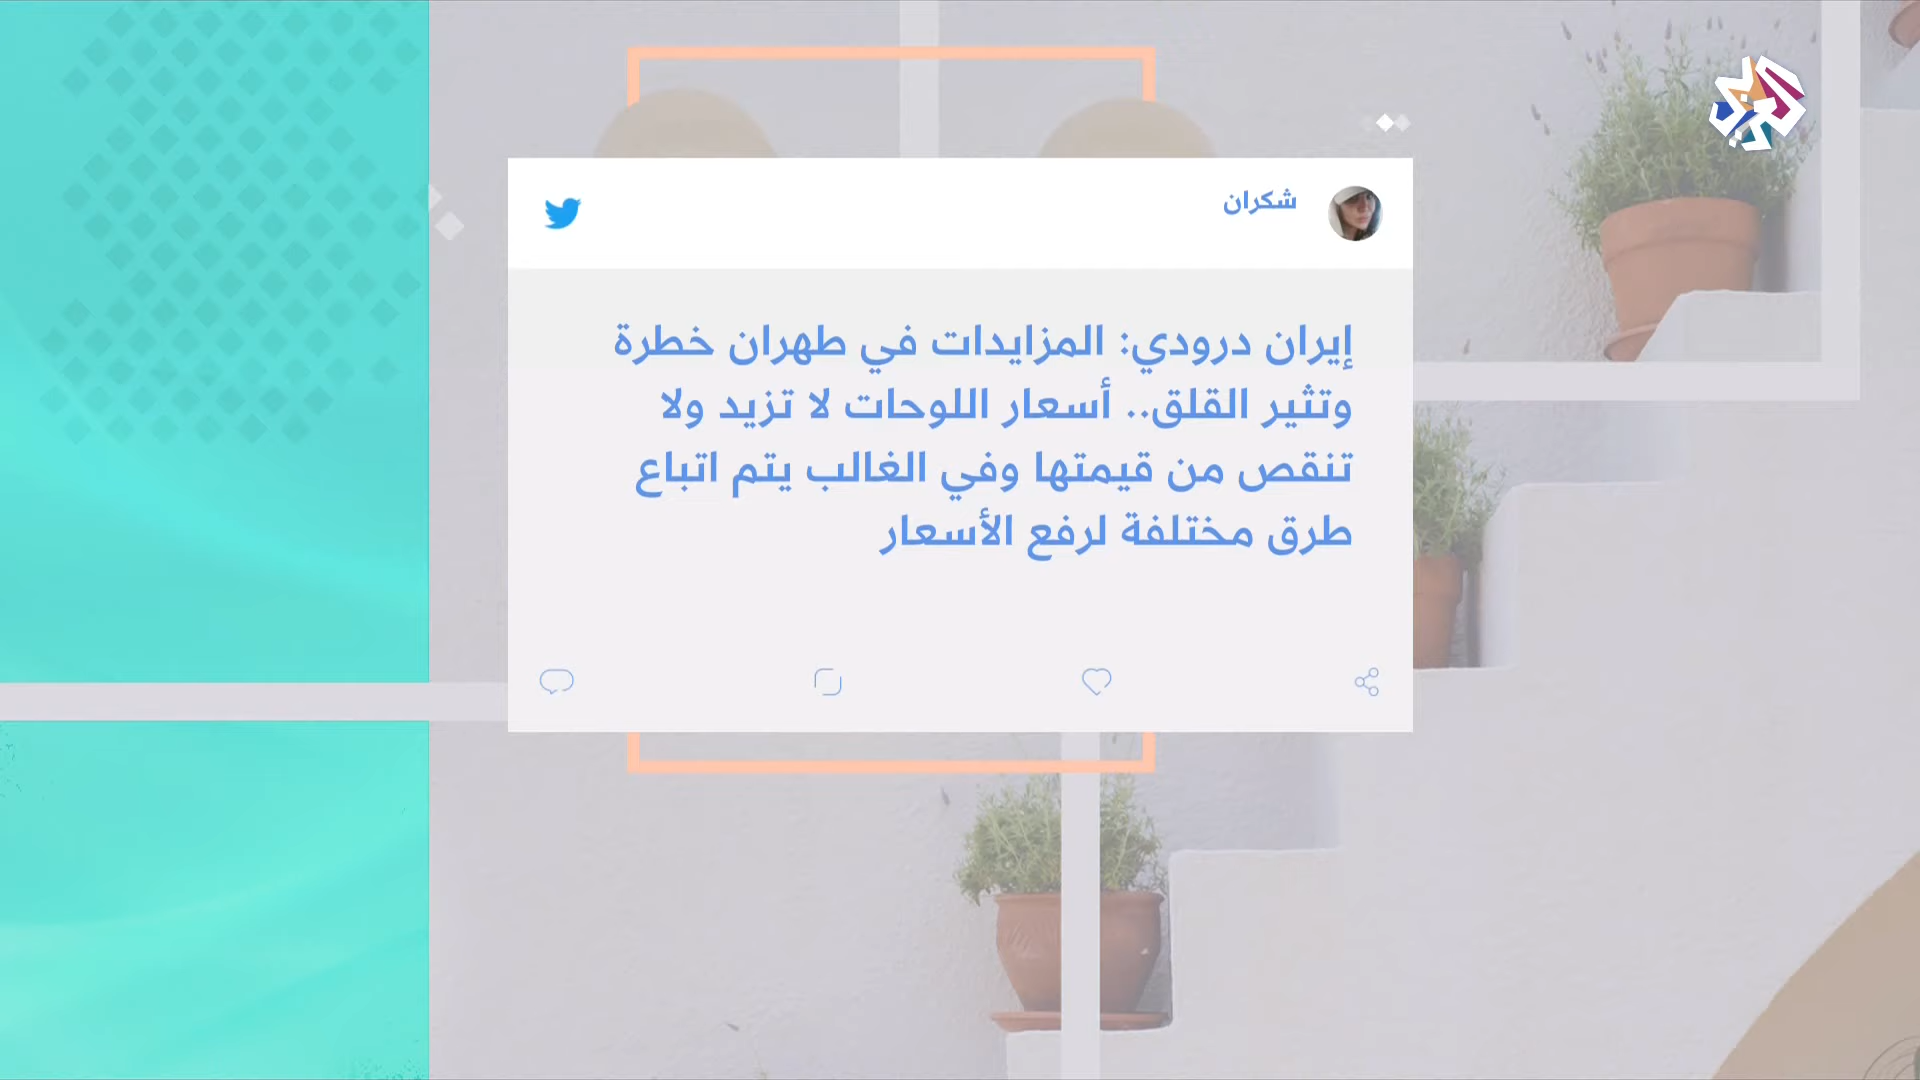 شكران
إيران درودي: المزايدات في طهران خطرة
وتثير القلق.. أسعار اللوحات لا تزيد ولا
تنقص من قيمتها وفي الغالب يتم اتباع
طرق مختلفة لرفع الأسعار